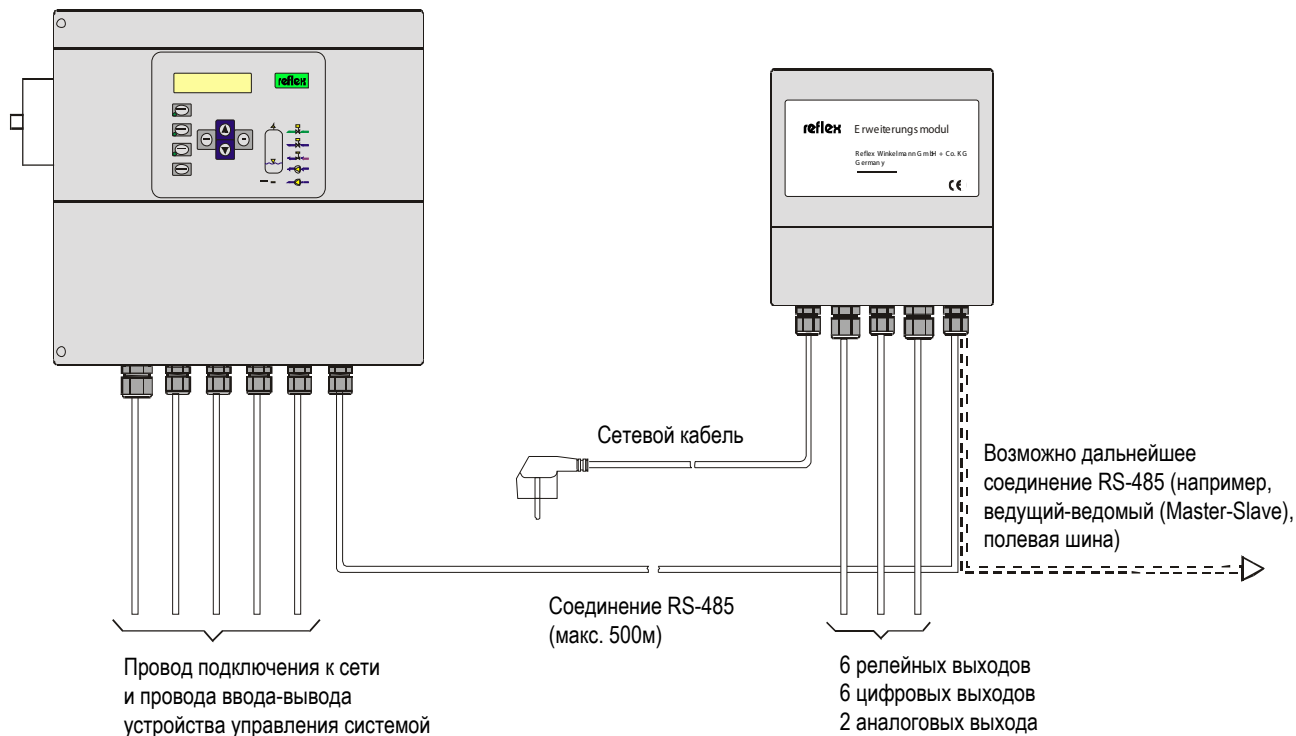 reflex
reflex Erweiterungsmodul
Reflex Winkelmann GmbH + Co. KG
Germany
CE
Сетевой кабель
Возможно дальнейшее
соединение RS-485 (например,
ведущий-ведомый (Master-Slave),
полевая шина)
Соединение RS-485
(макс. 500м)
Провод подключения к сети
и провода ввода-вывода
устройства управления системой
6 релейных выходов
6 цифровых выходов
2 аналоговых выхода